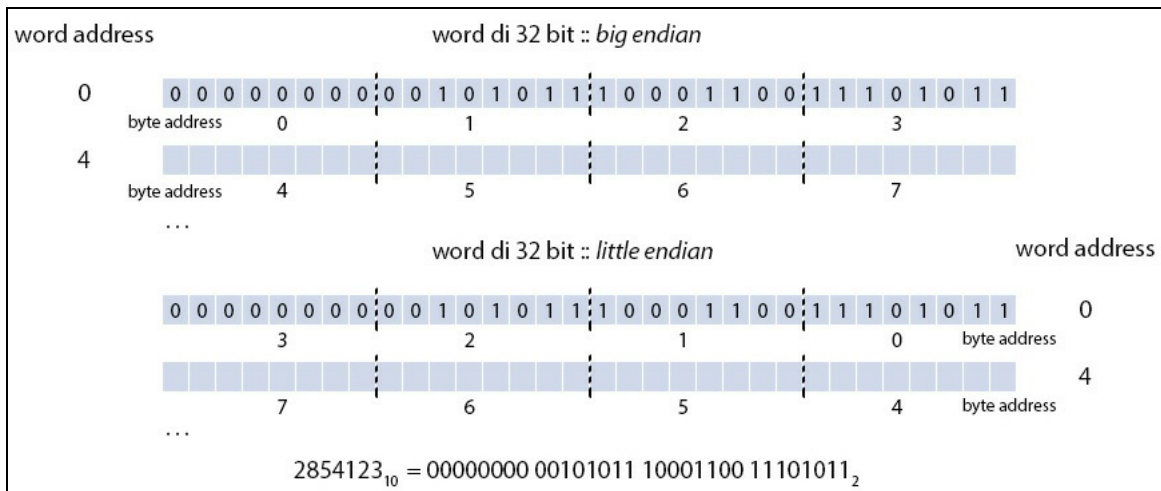 word address word di 32 bit :: big endian
0 0 0 0 0 0 0 0 0 0 0 1 0 1 0 1 1 1 0 0 0 1 1 0 0 1 1 1 0 1 0 1 1
byte address 0 1 2 3
4
byte address 4 5 6 7
...
word di 32 bit :: little endian word address
0 0 0 0 0 0 0 0 0 0 1 0 1 0 1 1 1 0 0 0 1 1 0 0 1 1 1 0 1 0 1 1 0
3 2 1 0 byte address
4
7 6 5 4 byte address
...
2854123₁₀ = 00000000 00101011 10001100 11101011₂